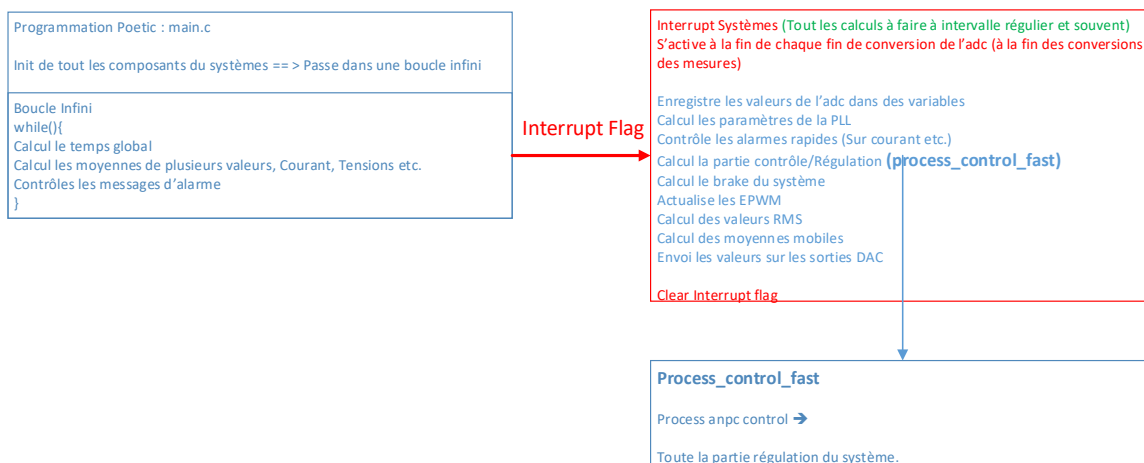 Programmation Poetic : main.c
Init de tout les composants du systèmes == > Passe dans une boucle infini
Boucle Infini
while(){
Calcul le temps global
Calcul les moyennes de plusieurs valeurs, Courant, Tensions etc.
Contrôles les messages d’alarme
}
Interrupt Flag
Interrupt Systèmes (Tout les calculs à faire à intervalle régulier et souvent)
S’active à la fin de chaque fin de conversion de l’adc (à la fin des conversions
des mesures)
Enregistre les valeurs de l’adc dans des variables
Calcul les paramètres de la PLL
Contrôle les alarmes rapides (Sur courant etc.)
Calcul la partie contrôle/Régulation (process_control_fast)
Calcul le brake du système
Actualise les EPWM
Calcul des valeurs RMS
Calcul des moyennes mobiles
Envoi les valeurs sur les sorties DAC
Clear Interrupt flag
Process_control_fast
Process anpc control ➔
Toute la partie régulation du système.